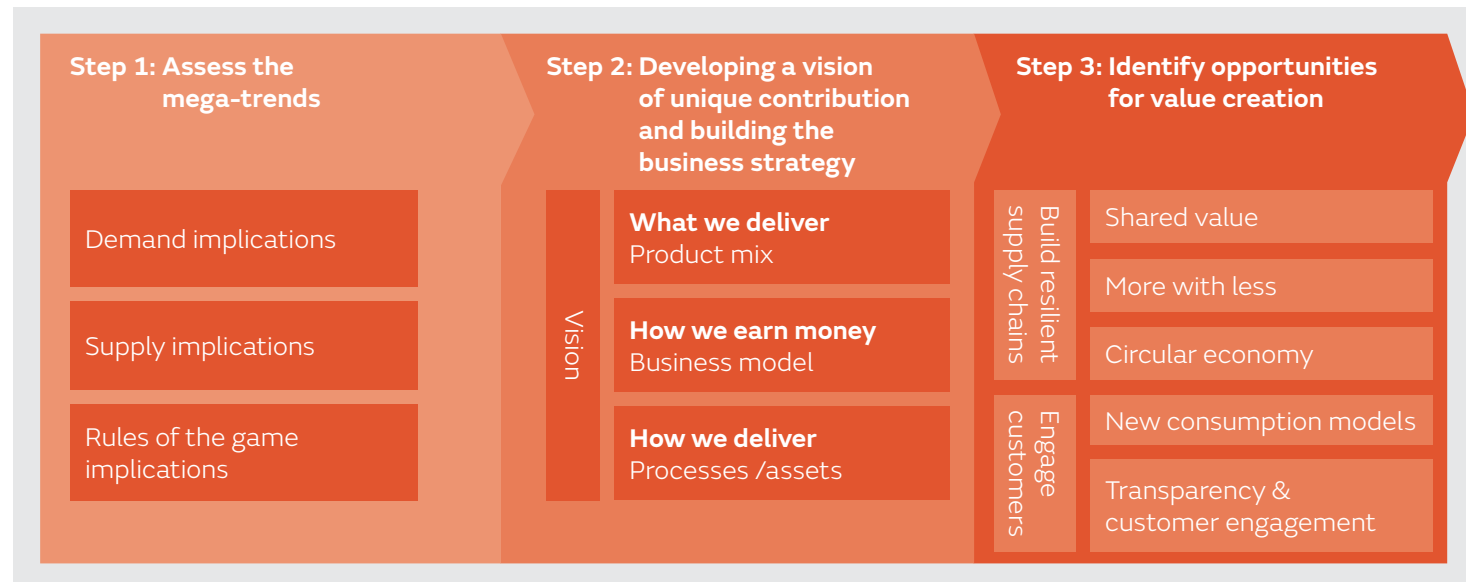 Step 1: Assess the
mega-trends
Demand implications
Supply implications
Rules of the game
implications
Step 2: Developing a vision
of unique contribution
and building the
business strategy
Vision
What we deliver
Product mix
How we earn money
Business model
How we deliver
Processes /assets
Step 3: Identify opportunities
for value creation
Build resilient
supply chains
Shared value
More with less
Circular economy
Engage
customers
New consumption models
Transparency &
customer engagement